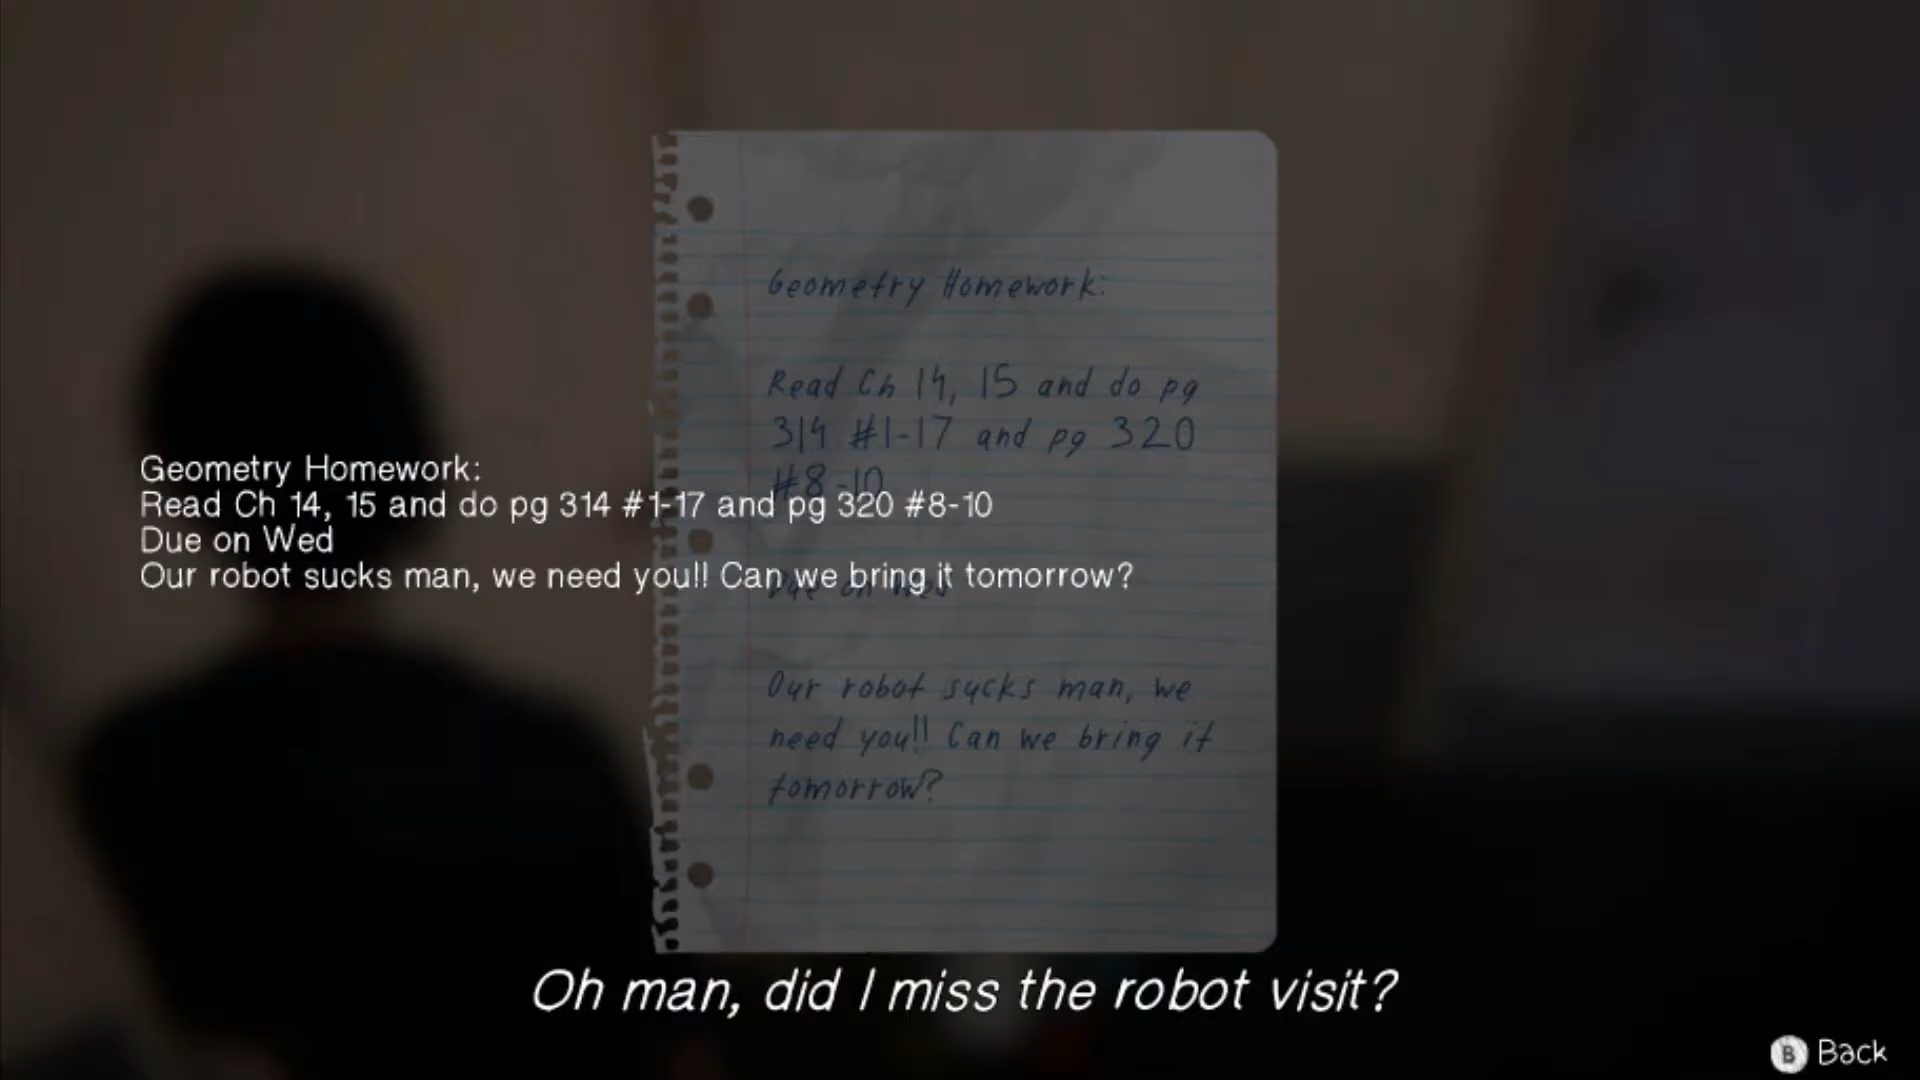 Geometry Homework:
Read Ch 14, 15 and do pg
314 #1-17 and pg 320
#8-10
Due on Wed
Our robot sucks man, we
need you!! Can we bring it
tomorrow?
Geometry Homework:
Read Ch 14, 15 and do pg 314 #1-17 and pg 320 #8-10
Due on Wed
Our robot sucks man, we need you!! Can we bring it tomorrow?
Oh man, did I miss the robot visit?
B Back